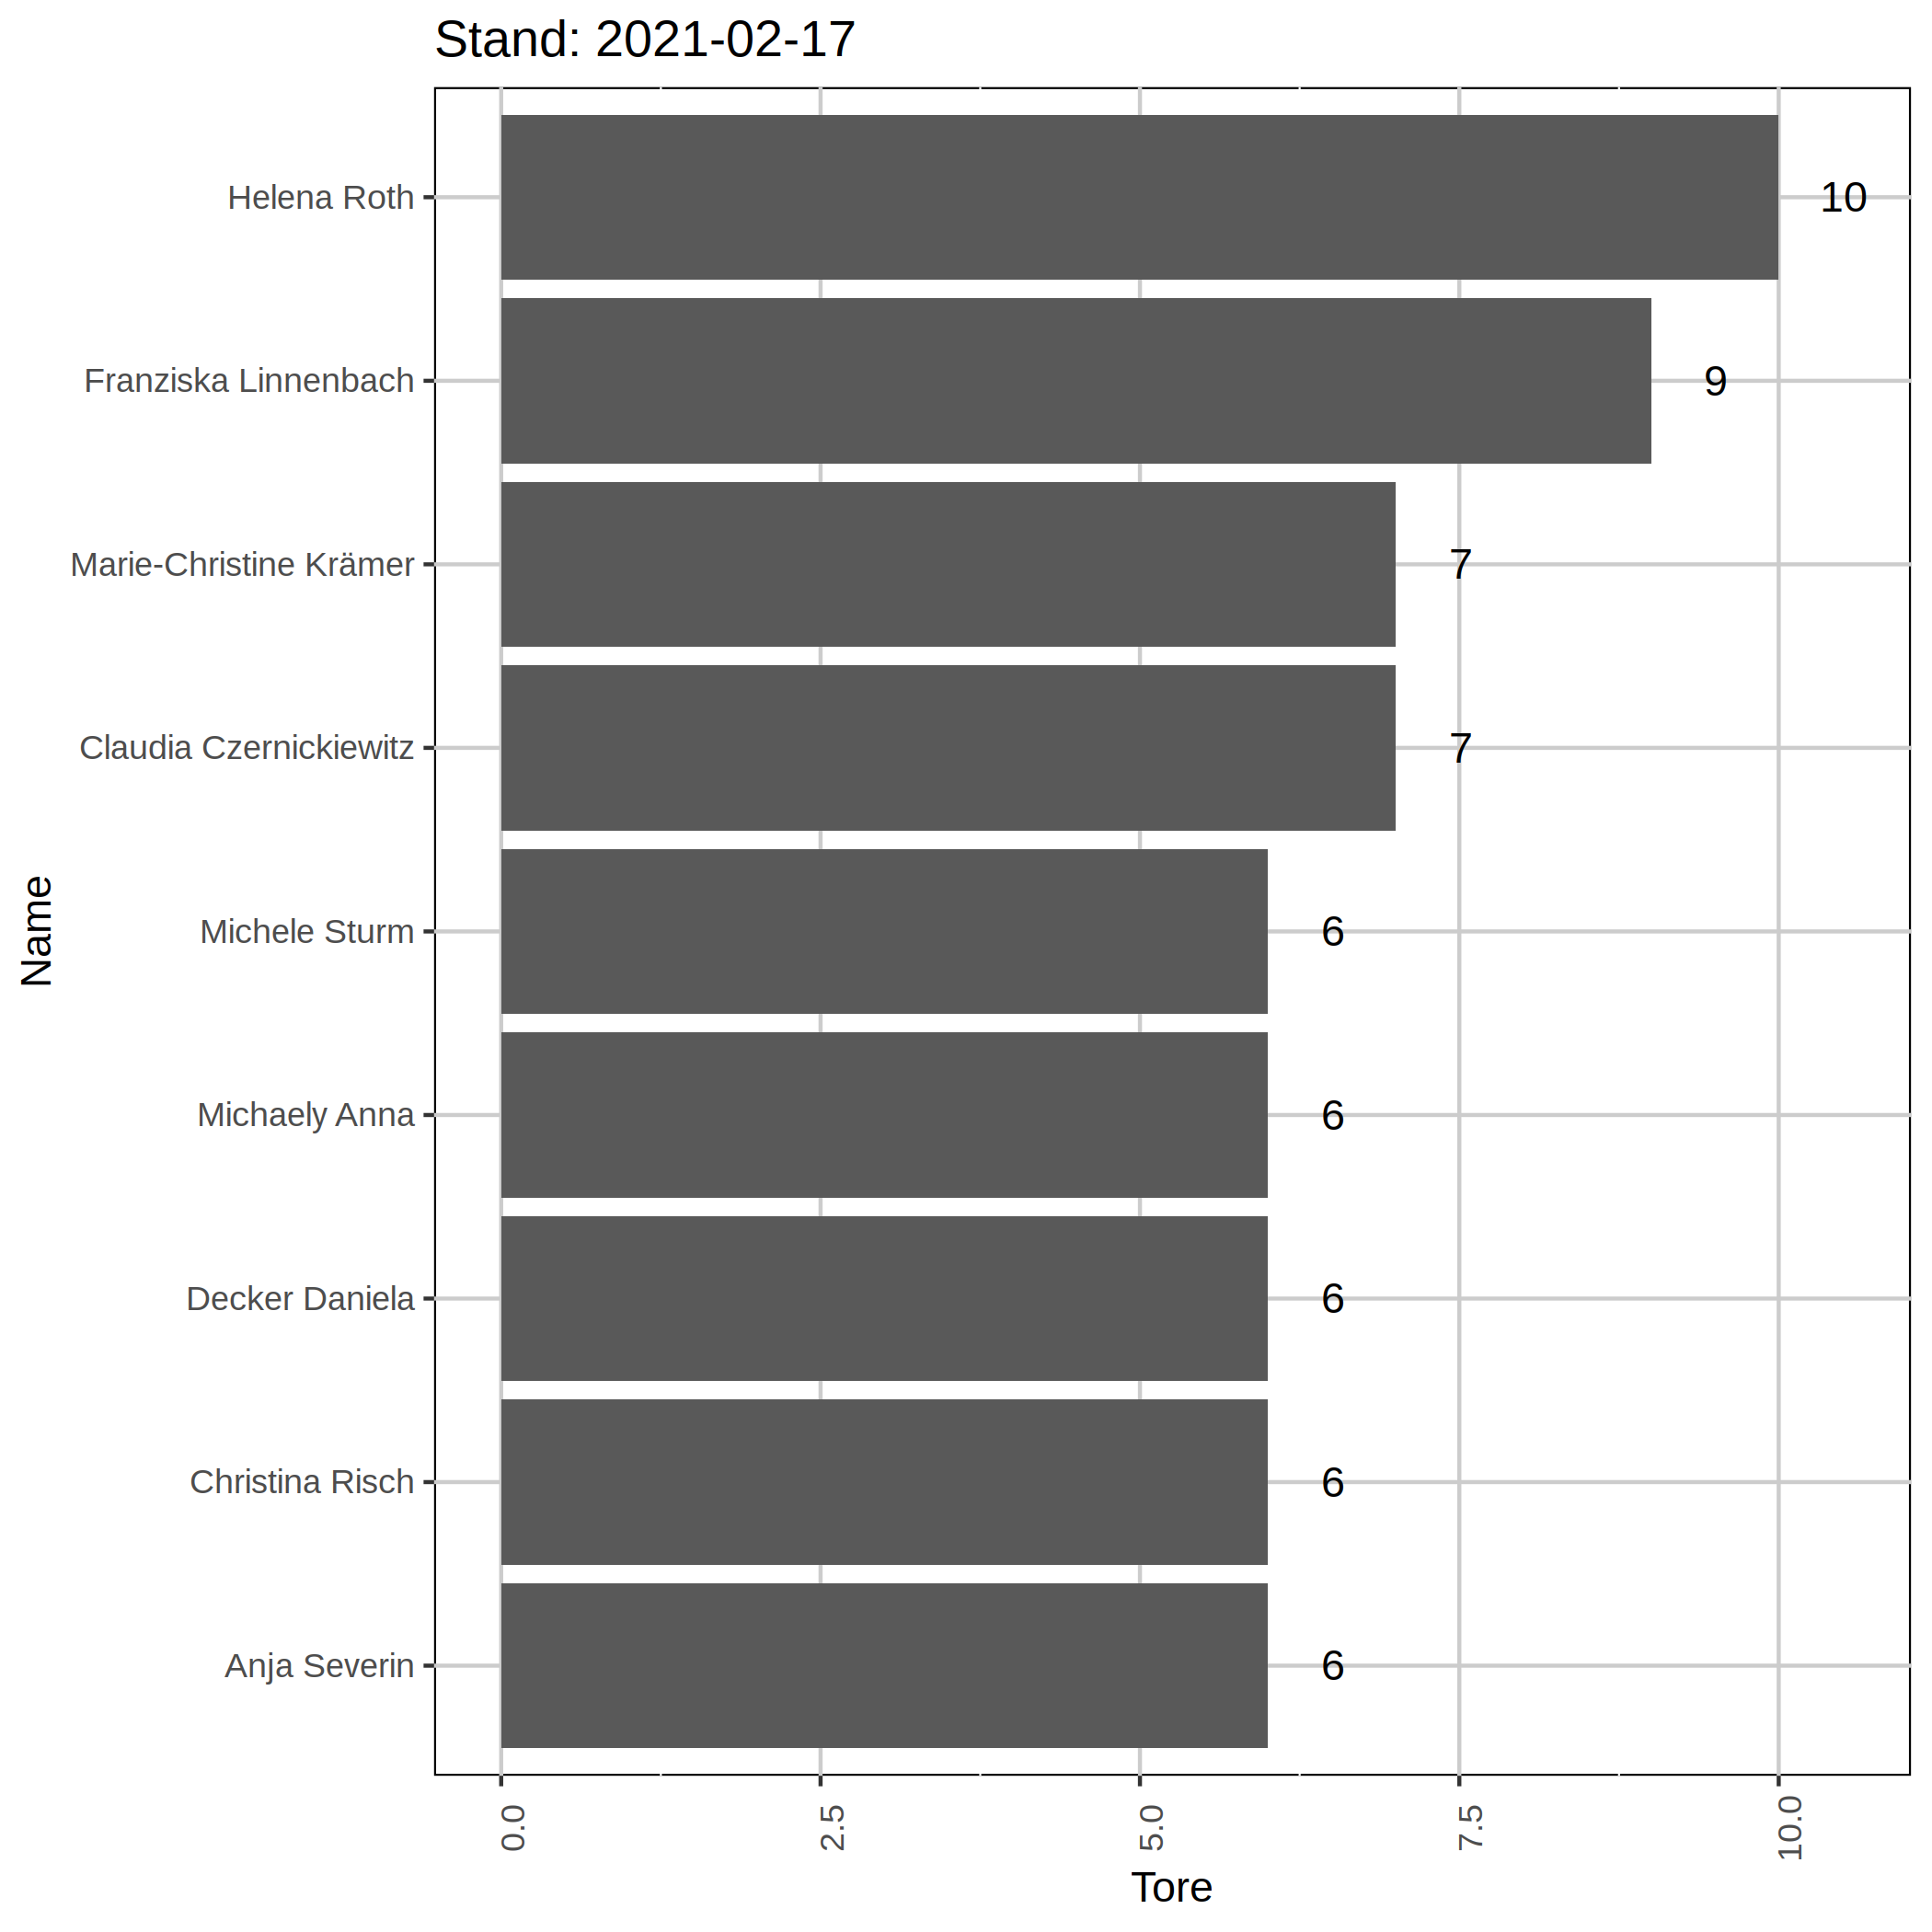 Stand: 2021-02-17
Helena Roth
10
Franziska Linnenbach
9
Marie-Christine Krämer
7
Claudia Czernickiewitz
7
Michele Sturm
6
Michaely Anna
6
Decker Daniela
6
Christina Risch
6
Anja Severin
6
Name
0.0
2.5
5.0
7.5
10.0
Tore